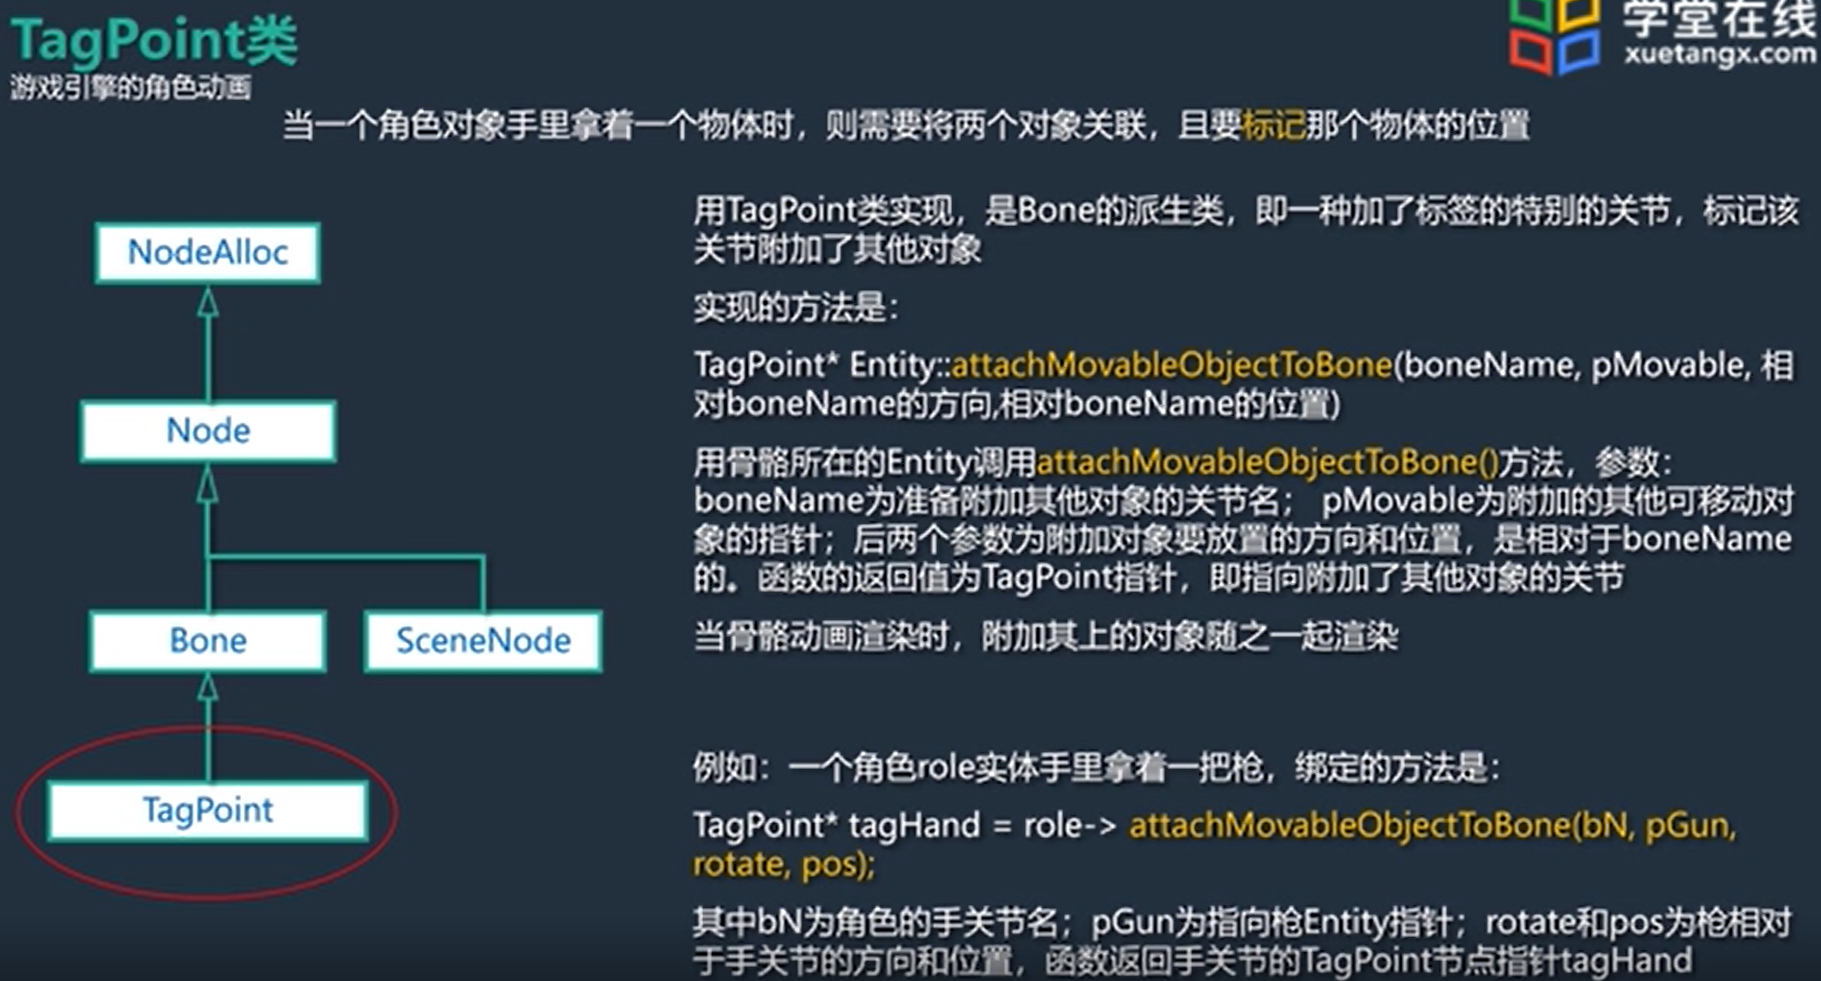 TagPoint类
游戏引擎的角色动画
学堂在线
xuetangx.com
当一个角色对象手里拿着一个物体时，则需要将两个对象关联，且要标记那个物体的位置
NodeAlloc
Node
Bone
SceneNode
TagPoint
用TagPoint类实现，是Bone的派生类，即一种加了标签的特别的关节，标记该
关节附加了其他对象
实现的方法是：
TagPoint* Entity::attachMovableObjectToBone(boneName, pMovable, 相
对boneName的方向,相对boneName的位置)
用骨骼所在的Entity调用attachMovableObjectToBone()方法，参数：
boneName为准备附加其他对象的关节名； pMovable为附加的其他可移动对
象的指针；后两个参数为附加对象要放置的方向和位置，是相对于boneName
的。函数的返回值为TagPoint指针，即指向附加了其他对象的关节
当骨骼动画渲染时，附加其上的对象随之一起渲染
例如：一个角色role实体手里拿着一把枪，绑定的方法是：
TagPoint* tagHand = role-> attachMovableObjectToBone(bN, pGun,
rotate, pos);
其中bN为角色的手关节名；pGun为指向枪Entity指针；rotate和pos为枪相对
于手关节的方向和位置，函数返回手关节的TagPoint节点指针tagHand